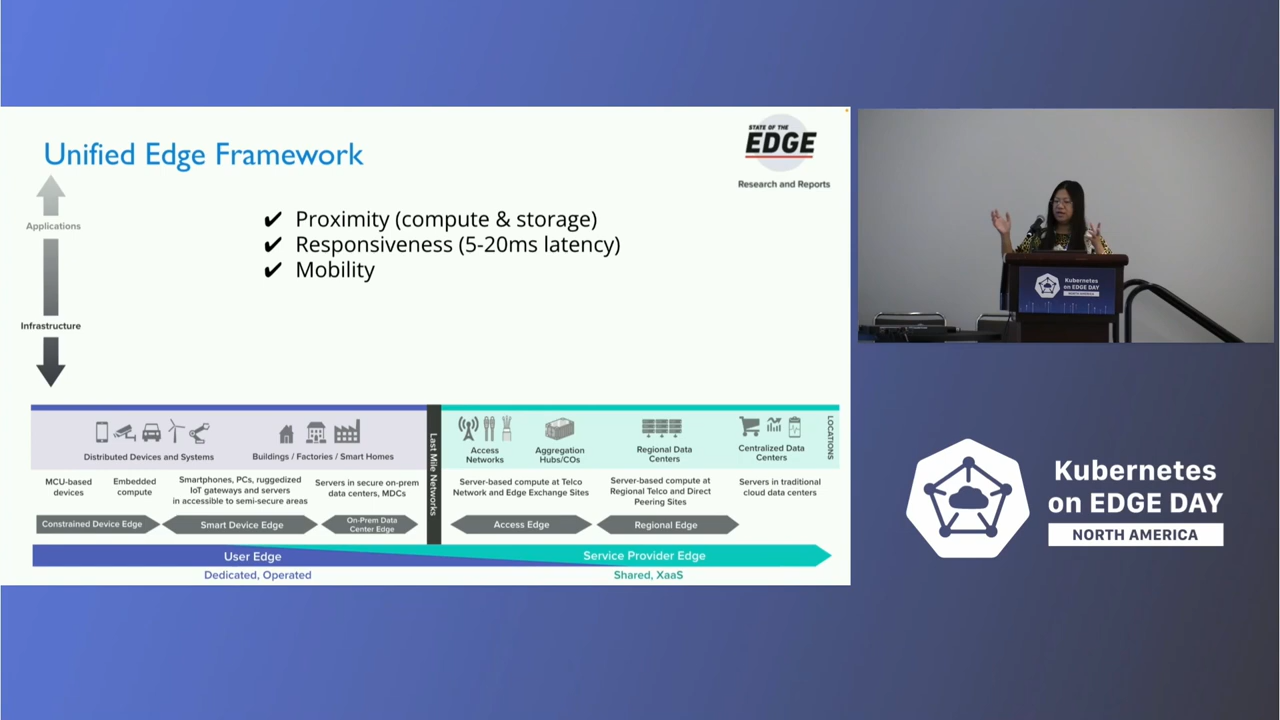 Unified Edge Framework
STATE OF THE
EDGE
Research and Reports
Applications
Infrastructure
✔ Proximity (compute & storage)
✔ Responsiveness (5-20ms latency)
✔ Mobility
Distributed Devices and Systems
Buildings / Factories / Smart Homes
Last Mile Networks
Access
Networks
Aggregation
Hubs/COs
Regional Data
Centers
Centralized Data
Centers
LOCATIONS
MCU-based
devices
Embedded
compute
Smartphones, PCs, ruggedized
IoT gateways and servers
in accessible to semi-secure areas
Servers in secure on-prem
data centers, MDCs
Server-based compute at Telco
Network and Edge Exchange Sites
Server-based compute at
Regional Telco and Direct
Peering Sites
Servers in traditional
cloud data centers
Constrained Device Edge
Smart Device Edge
On-Prem Data
Center Edge
Access Edge
Regional Edge
User Edge
Service Provider Edge
Dedicated, Operated
Shared, XaaS
Kubernetes
on EDGE DAY
NORTH AMERICA
Kubernetes
on EDGE DAY
NORTH AMERICA